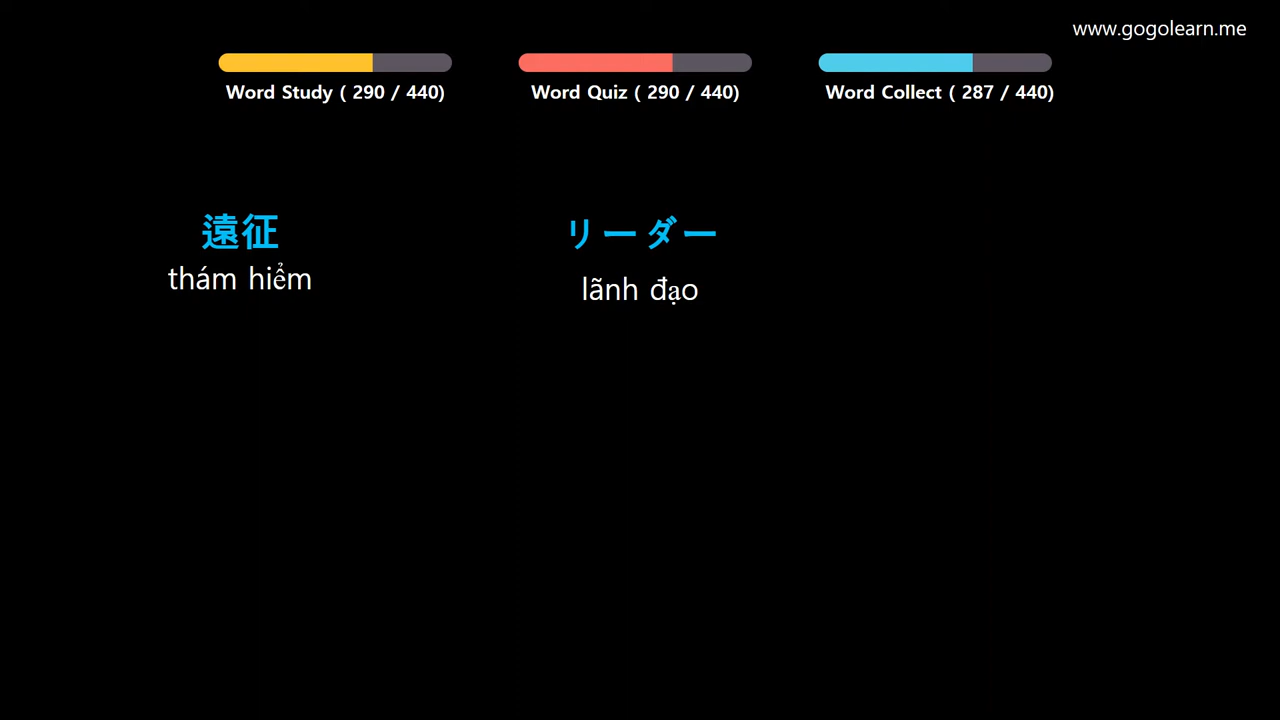 www.gogolearn.me
Word Study ( 290 / 440)
Word Quiz ( 290 / 440)
Word Collect ( 287 / 440)
遠征
thám hiểm
リーダー
lãnh đạo